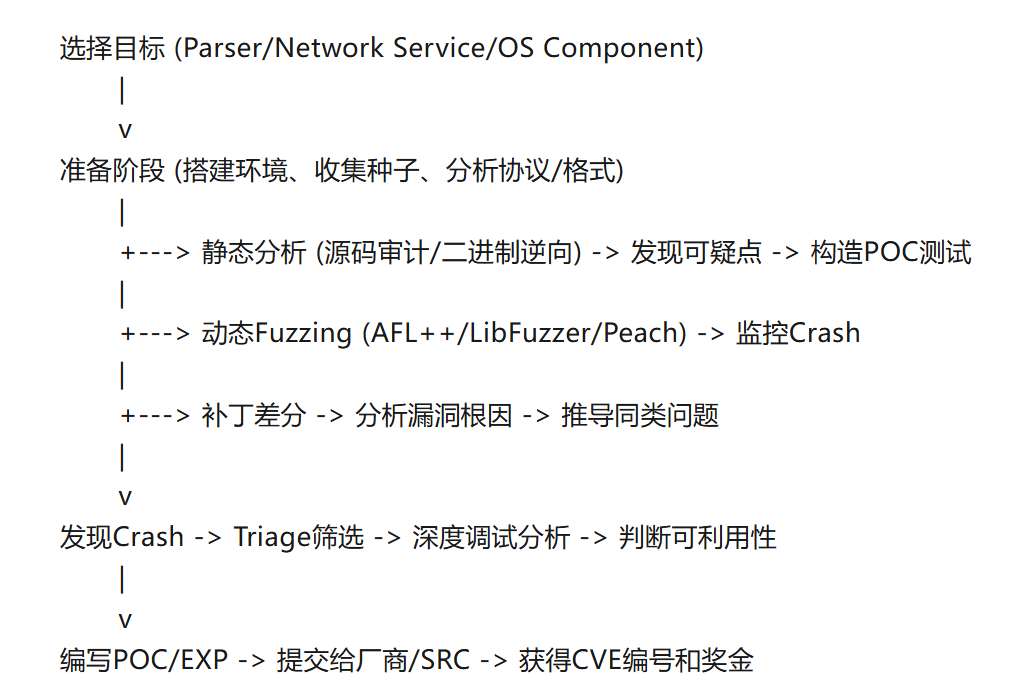 选择目标 (Parser/Network Service/OS Component)
|
v
准备阶段 (搭建环境、收集种子、分析协议/格式)
|
+---> 静态分析 (源码审计/二进制逆向) -> 发现可疑点 -> 构造POC测试
|
+---> 动态Fuzzing (AFL++/LibFuzzer/Peach) -> 监控Crash
|
+---> 补丁差分 -> 分析漏洞根因 -> 推导同类问题
|
v
发现Crash -> Triage筛选 -> 深度调试分析 -> 判断可利用性
|
v
编写POC/EXP -> 提交给厂商/SRC -> 获得CVE编号和奖金